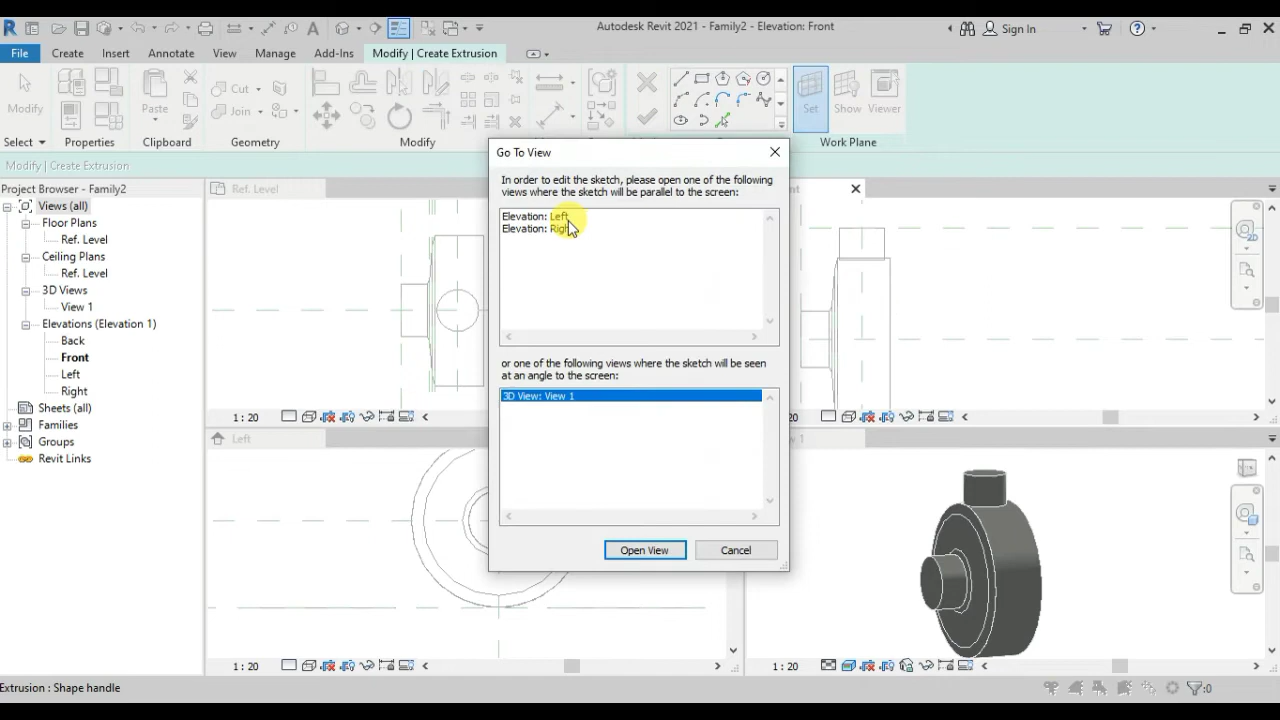 Autodesk Revit 2021 - Family2 - Elevation: Front
Sign In
File
Create
Insert
Annotate
View
Manage
Add-Ins
Modify | Create Extrusion
Modify
Paste
Cut
Join
Set
Show
Viewer
Select
Properties
Clipboard
Geometry
Modify
Work Plane
Modify | Create Extrusion
Project Browser - Family2
Views (all)
Floor Plans
Ref. Level
Ceiling Plans
Ref. Level
3D Views
View 1
Elevations (Elevation 1)
Back
Front
Left
Right
Sheets (all)
Families
Groups
Revit Links
Ref. Level
1 : 20
Left
1 : 20
Go To View
In order to edit the sketch, please open one of the following
views where the sketch will be parallel to the screen:
Elevation: Left
Elevation: Right
or one of the following views where the sketch will be seen
at an angle to the screen:
3D View: View 1
Open View
Cancel
1 : 20
2D
Extrusion : Shape handle
:0